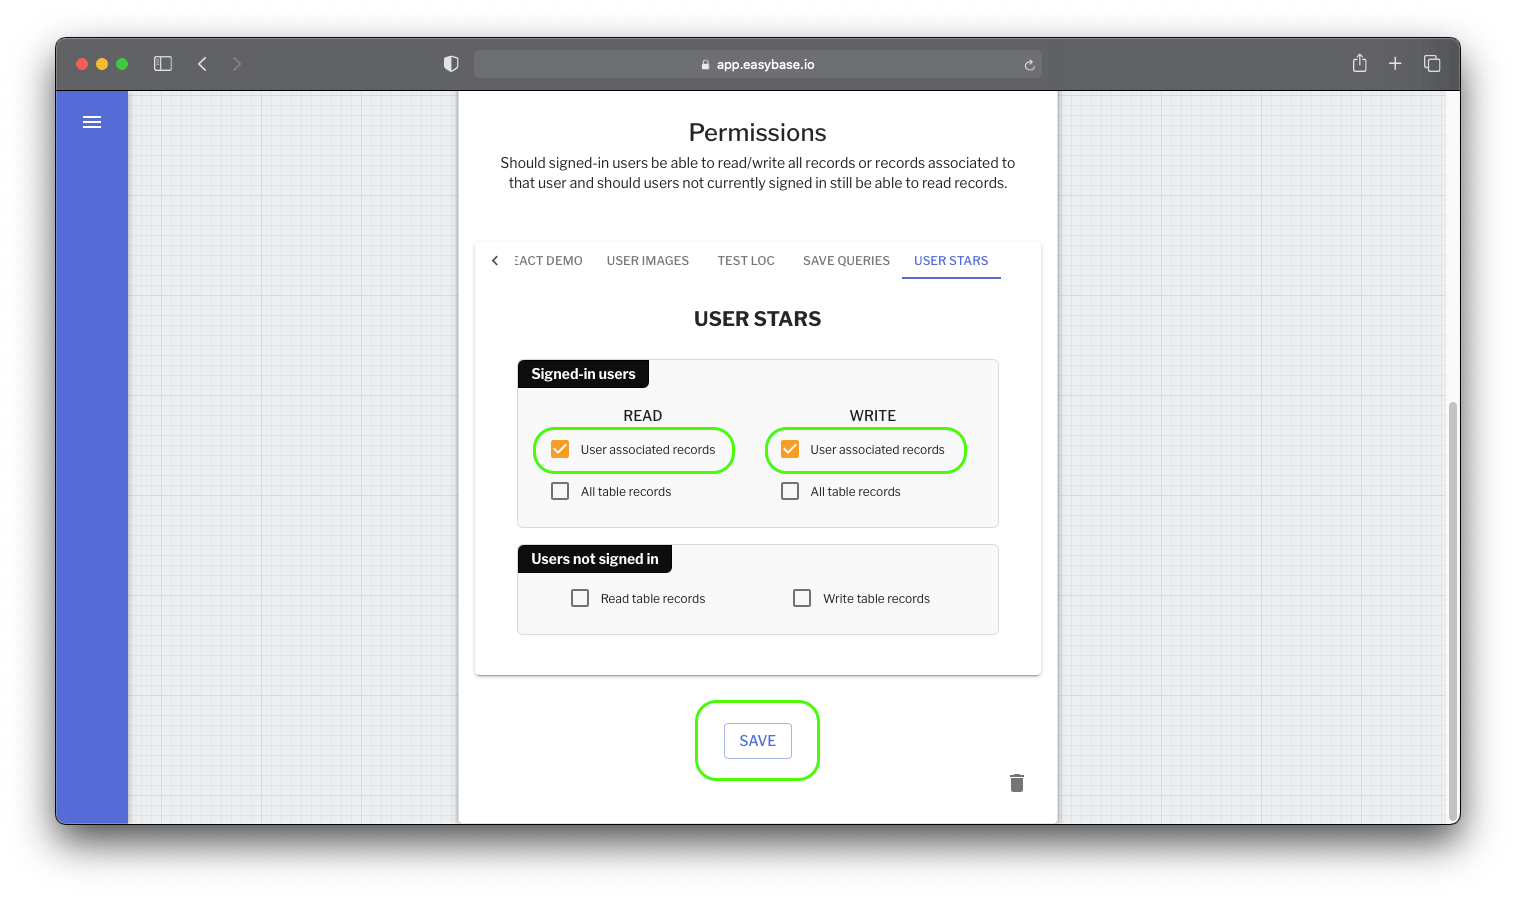 app.easybase.io
Permissions
Should signed-in users be able to read/write all records or records associated to
that user and should users not currently signed in still be able to read records.
EACT DEMO USER IMAGES TEST LOC SAVE QUERIES USER STARS
USER STARS
Signed-in users
READ WRITE
User associated records User associated records
All table records All table records
Users not signed in
Read table records Write table records
SAVE